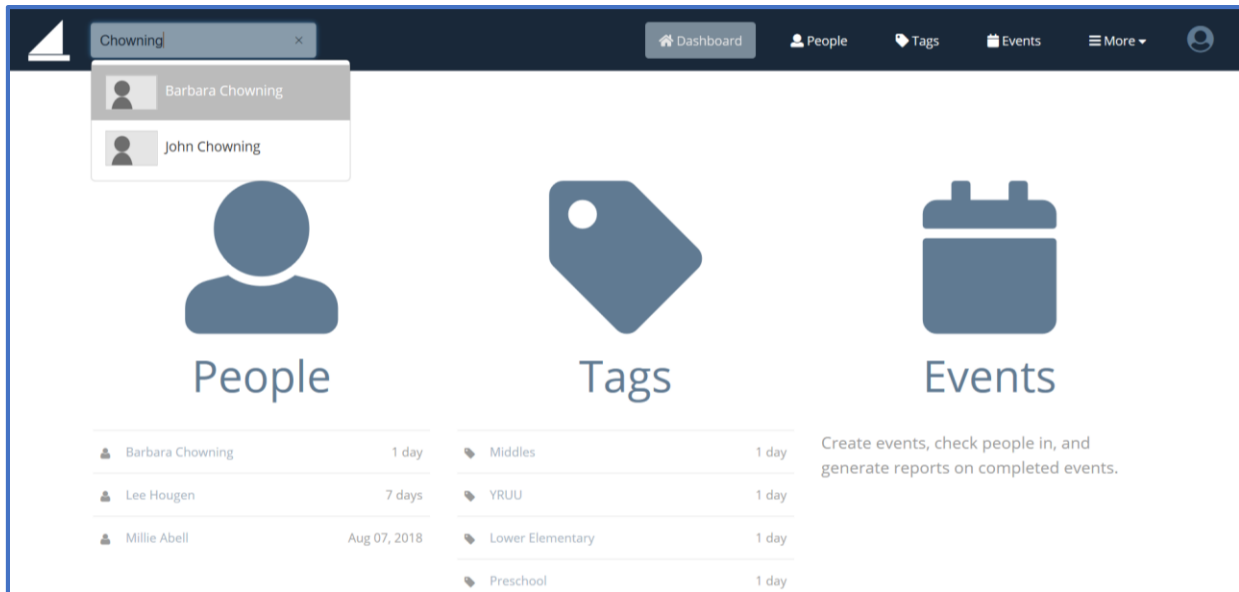 Chowning ×
Dashboard People Tags Events More
Barbara Chowning
John Chowning
People Tags Events
Barbara Chowning 1 day
Lee Hougen 7 days
Millie Abell Aug 07, 2018
Middles 1 day
YRUU 1 day
Lower Elementary 1 day
Preschool 1 day
Create events, check people in, and
generate reports on completed events.